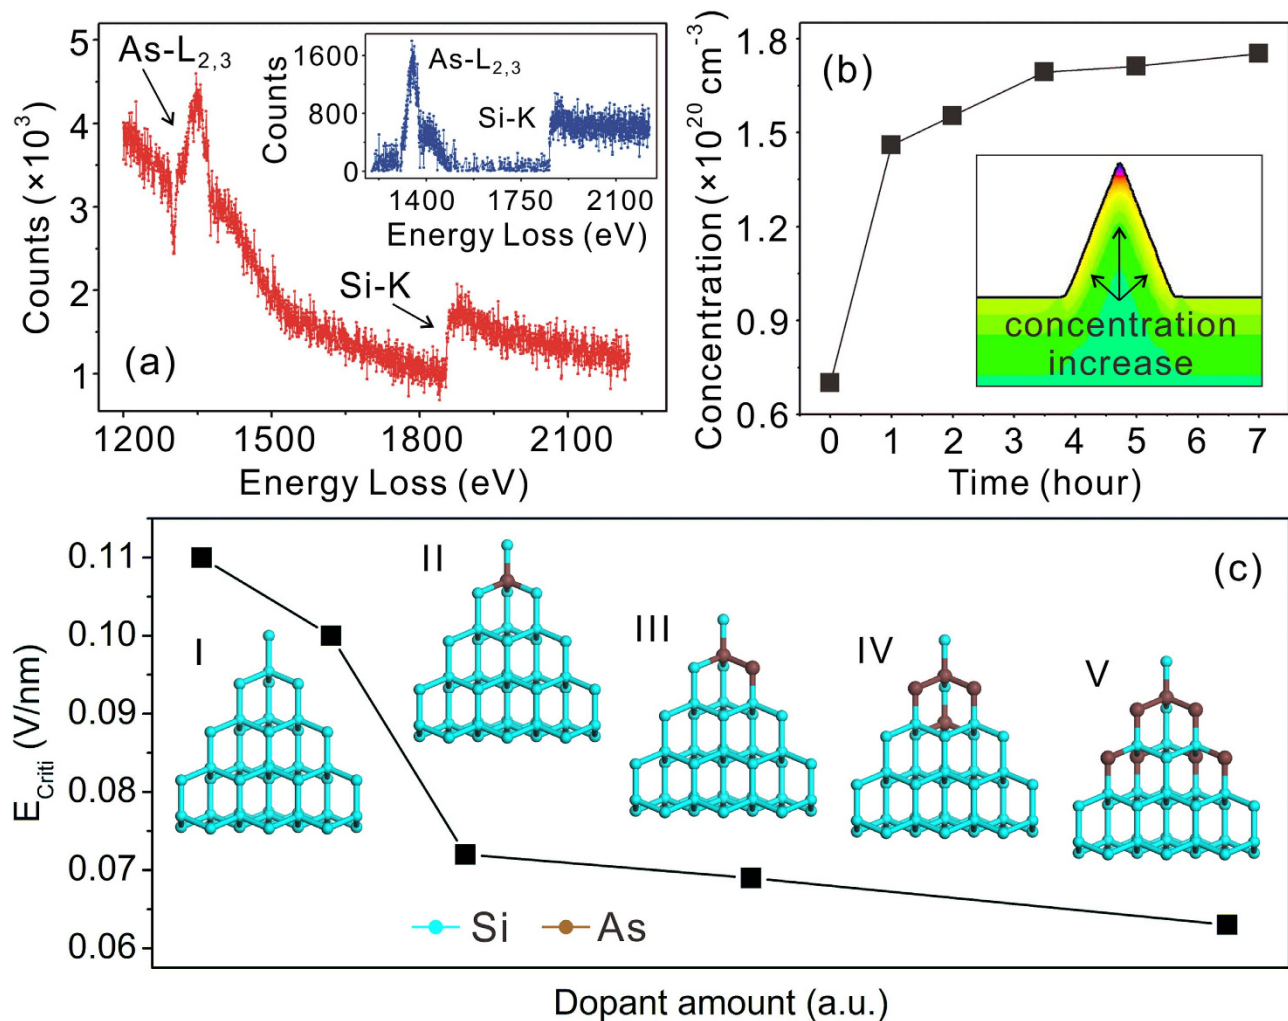 (a)
5
4
3
2
1
Counts (×10³)
1200
1500
1800
2100
Energy Loss (eV)
As-L₂,₃
Si-K
1600
800
0
Counts
As-L₂,₃
Si-K
1400
1750
2100
Energy Loss (eV)
(b)
1.8
1.5
1.2
0.9
0.6
Concentration (×10²⁰ cm⁻³)
concentration
increase
0 1 2 3 4 5 6 7
Time (hour)
(c)
0.11
0.10
0.09
0.08
0.07
0.06
E_Criti (V/nm)
I
II
III
IV
V
Si
As
Dopant amount (a.u.)